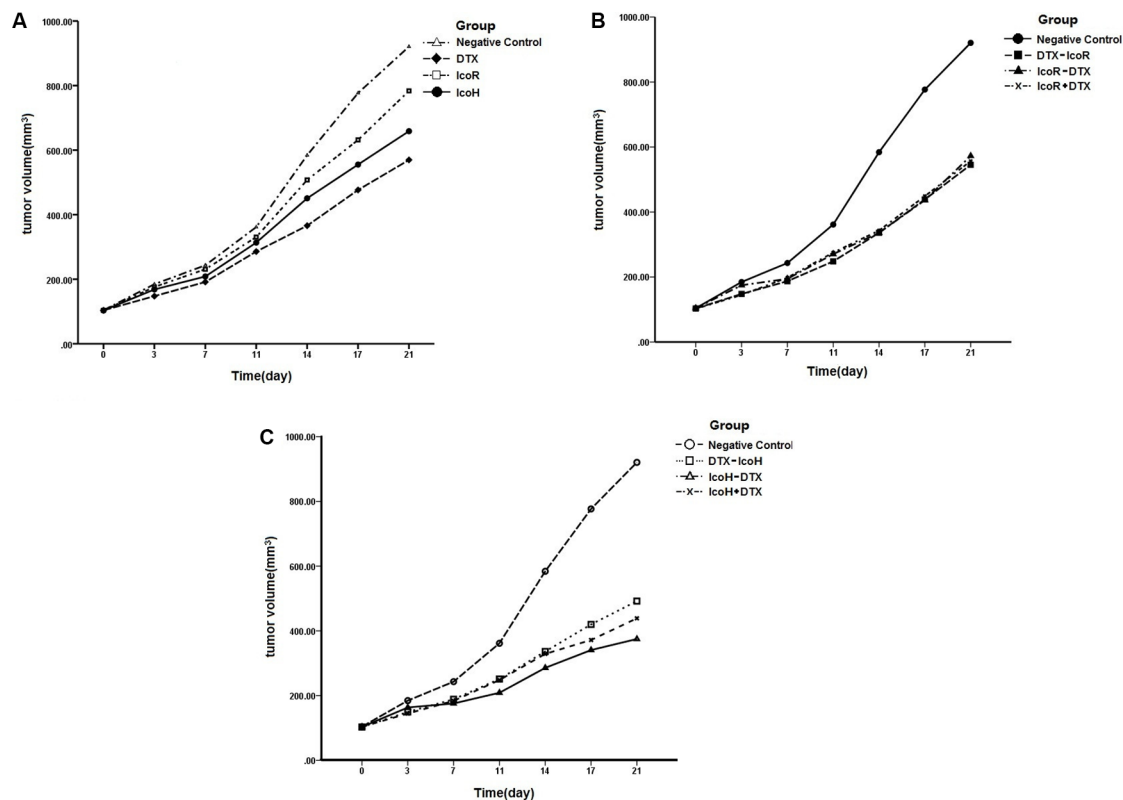 A
Group
Negative Control
DTX
IcoR
IcoH
1000.00
800.00
600.00
400.00
200.00
.00
tumor volume(mm³)
0 3 7 11 14 17 21
Time(day)
B
Group
Negative Control
DTX-IcoR
IcoR-DTX
IcoR+DTX
1000.00
800.00
600.00
400.00
200.00
.00
tumor volume(mm³)
0 3 7 11 14 17 21
Time(day)
C
Group
Negative Control
DTX-IcoH
IcoH-DTX
IcoH+DTX
1000.00
800.00
600.00
400.00
200.00
.00
tumor volume(mm³)
0 3 7 11 14 17 21
Time(day)